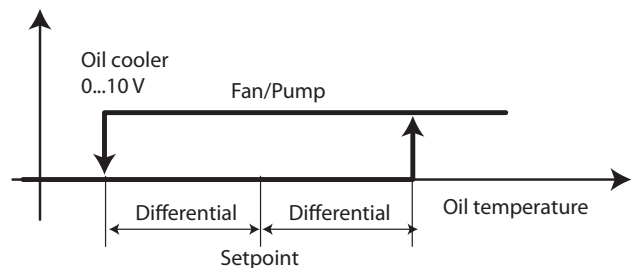 Oil cooler
0...10 V
Fan/Pump
Differential
Differential
Oil temperature
Setpoint